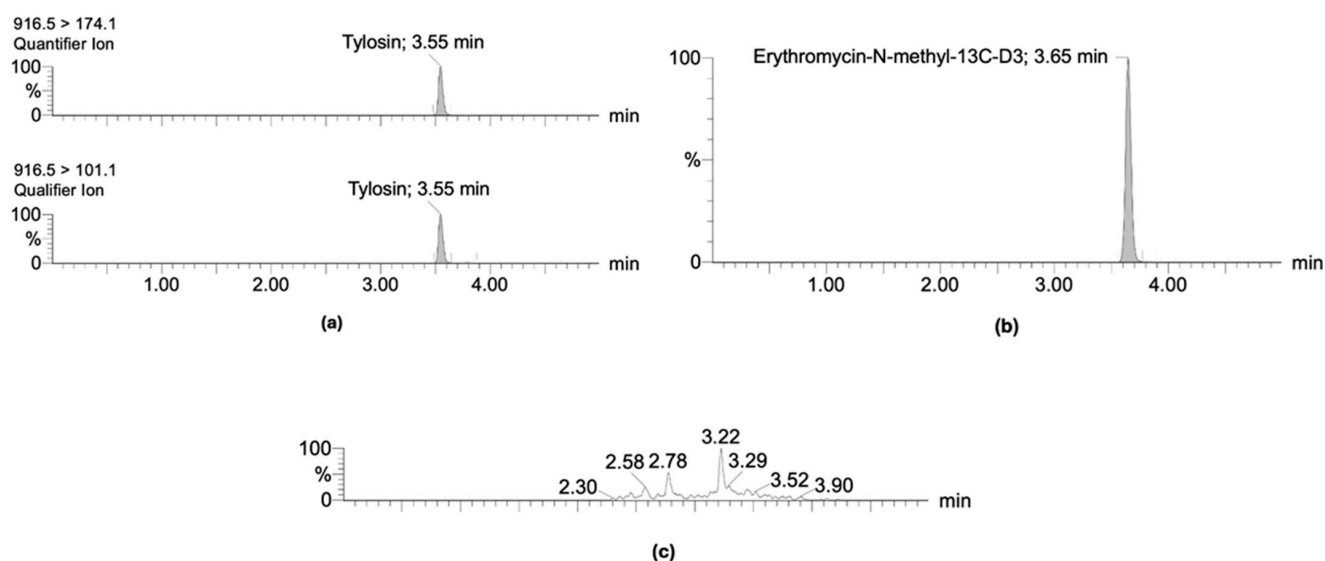 916.5 > 174.1
Quantifier Ion
Tylosin; 3.55 min
100
%
0
min
916.5 > 101.1
Qualifier Ion
Tylosin; 3.55 min
100
%
0
min
1.00 2.00 3.00 4.00
(a)
100
Erythromycin-N-methyl-13C-D3; 3.65 min
%
0
min
1.00 2.00 3.00 4.00
(b)
100
%
0
2.30
2.58
2.78
3.22
3.29
3.52
3.90
min
(c)